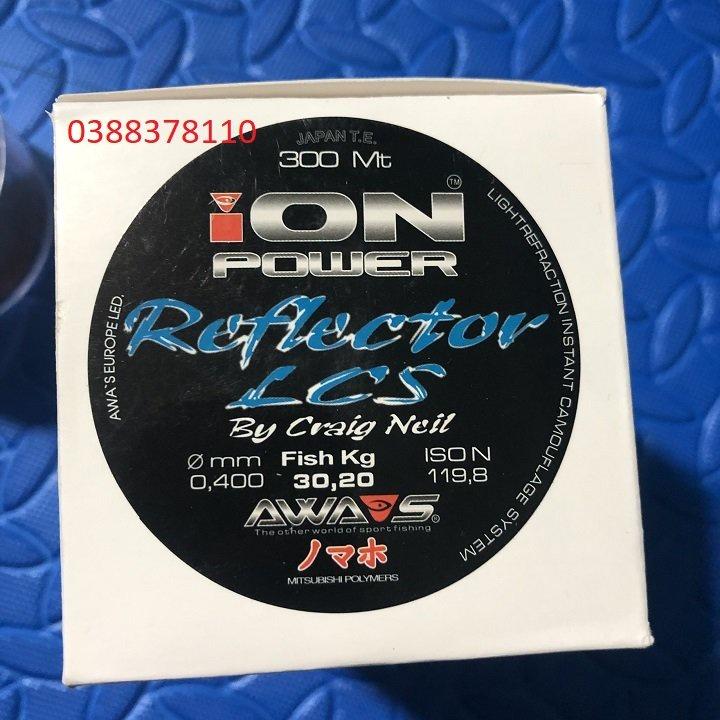 0388378110
JAPAN T.E.
300 Mt
iON™
POWER
Reflector
LCS
By Craig Neil
Ø mm Fish Kg ISO N
0,400 30,20 119,8
AWA'S®
The other world of sport fishing
ノマホ
MITSUBISHI POLYMERS
AWA'S EUROPE LED.
LIGHTREFRACTION INSTANT CAMOUFLAGE SYSTEM